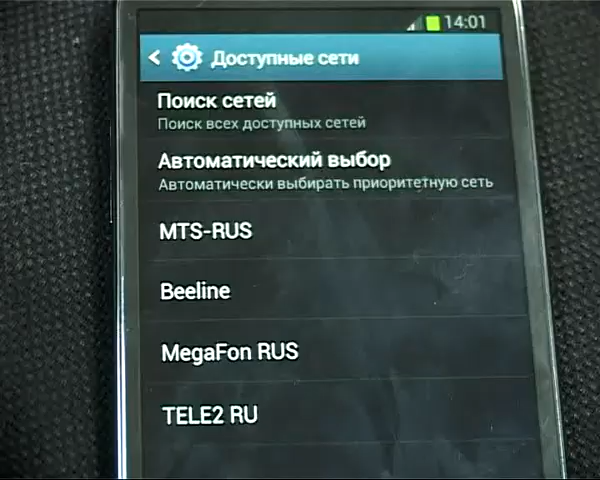 14:01
< Доступные сети
Поиск сетей
Поиск всех доступных сетей
Автоматический выбор
Автоматически выбирать приоритетную сеть
MTS-RUS
Beeline
MegaFon RUS
TELE2 RU